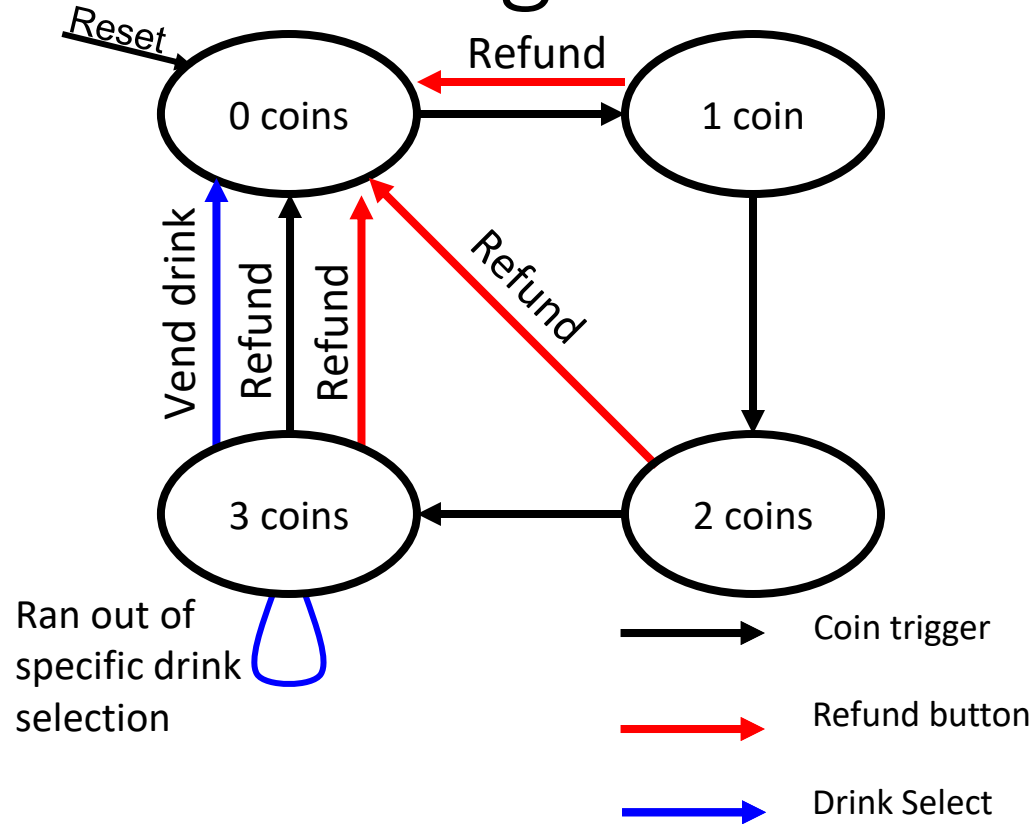 Reset
Refund
0 coins
1 coin
Vend drink
Refund
Refund
Refund
3 coins
2 coins
Ran out of
specific drink
selection
Coin trigger
Refund button
Drink Select